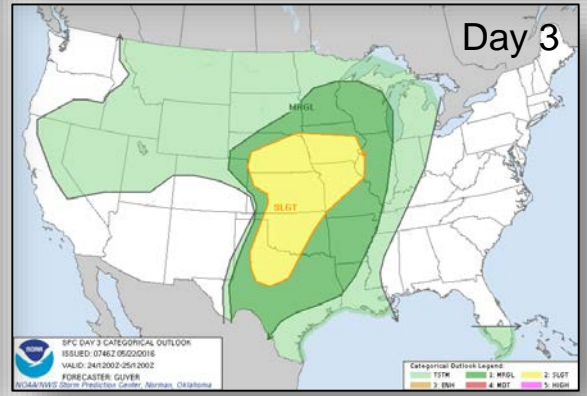 Day 3
MRGL
SLGT
SPC DAY 3 CATEGORICAL OUTLOOK
ISSUED: 0746Z 05/22/2016
VALID: 24/1200Z-25/1200Z
FORECASTER: GUYER
NOAA/NWS Storm Prediction Center, Norman, Oklahoma
NOAA
Categorical Outlook Legend:
TSTM 1: MRGL 2: SLGT
3: ENH 4: MDT 5: HIGH